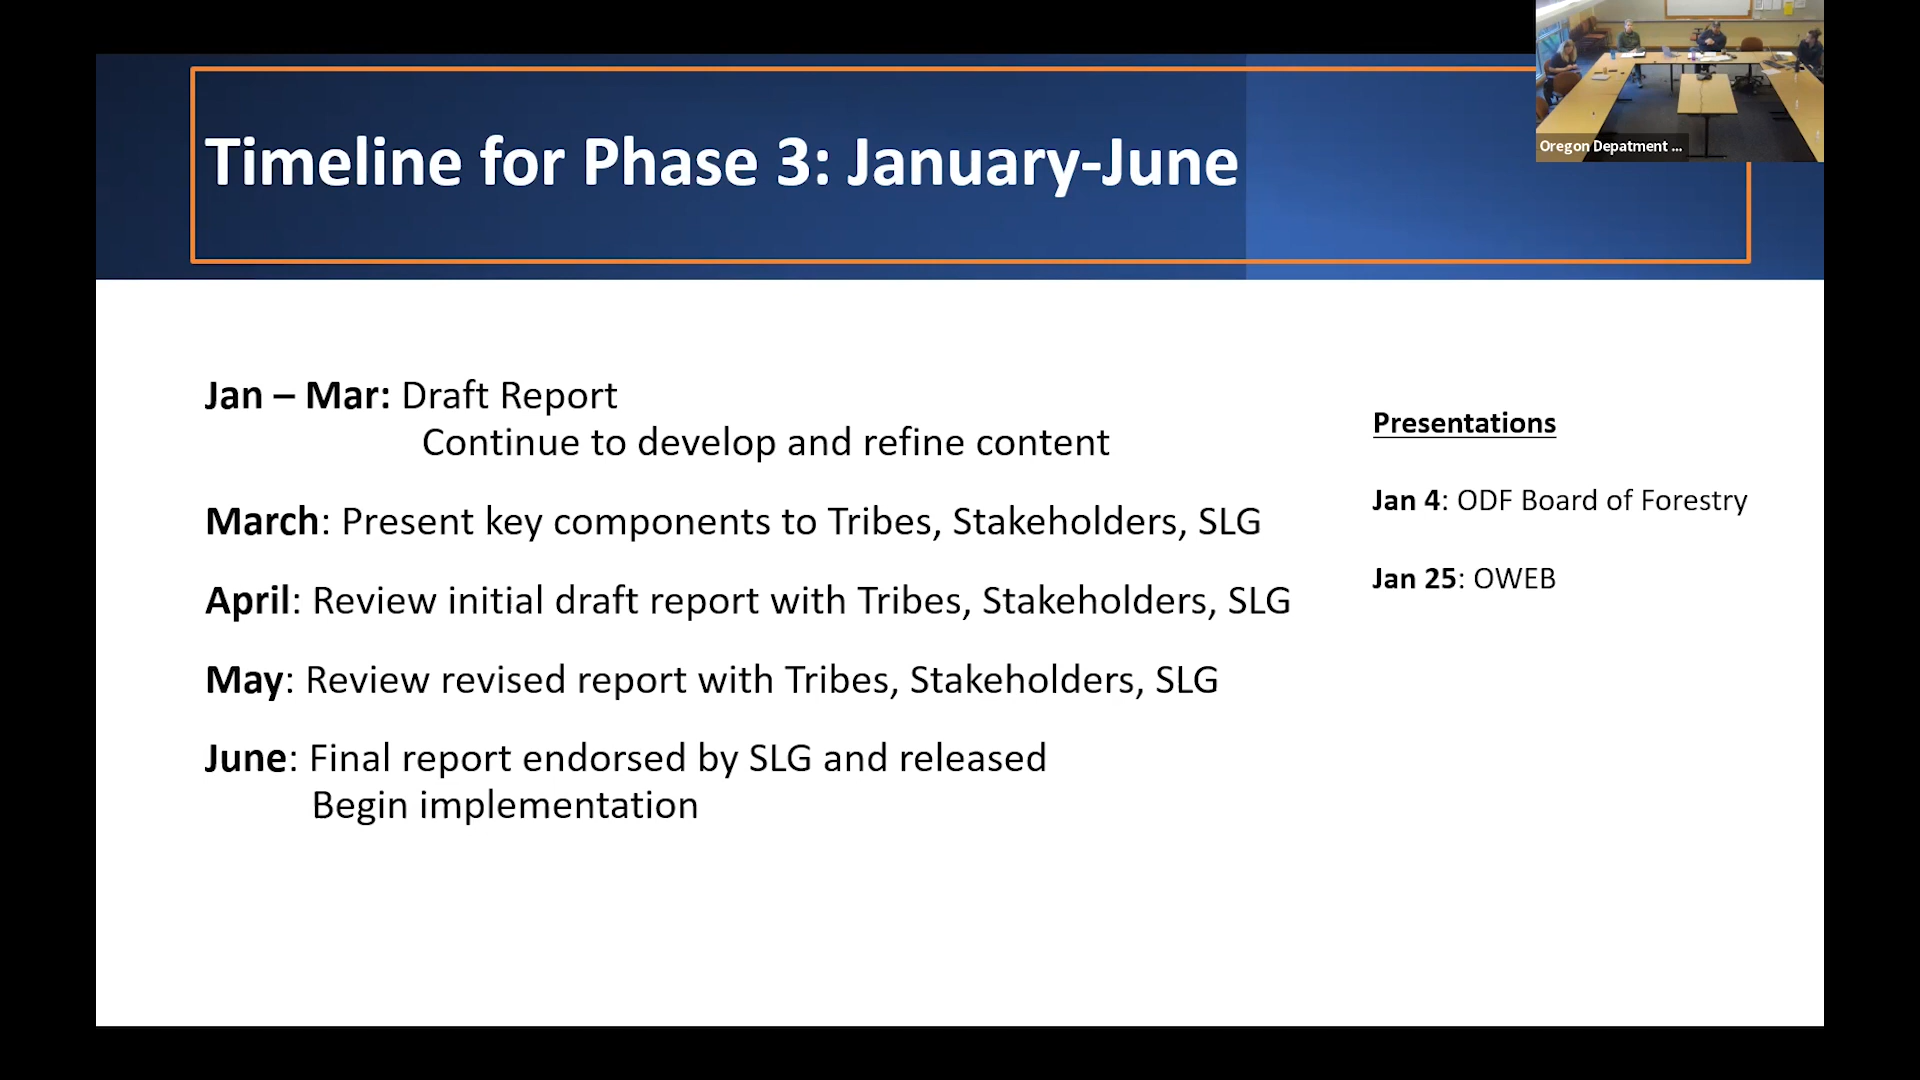 Timeline for Phase 3: January-June
Oregon Depatment ...
Jan – Mar: Draft Report
Continue to develop and refine content
March: Present key components to Tribes, Stakeholders, SLG
April: Review initial draft report with Tribes, Stakeholders, SLG
May: Review revised report with Tribes, Stakeholders, SLG
June: Final report endorsed by SLG and released
Begin implementation
Presentations
Jan 4: ODF Board of Forestry
Jan 25: OWEB